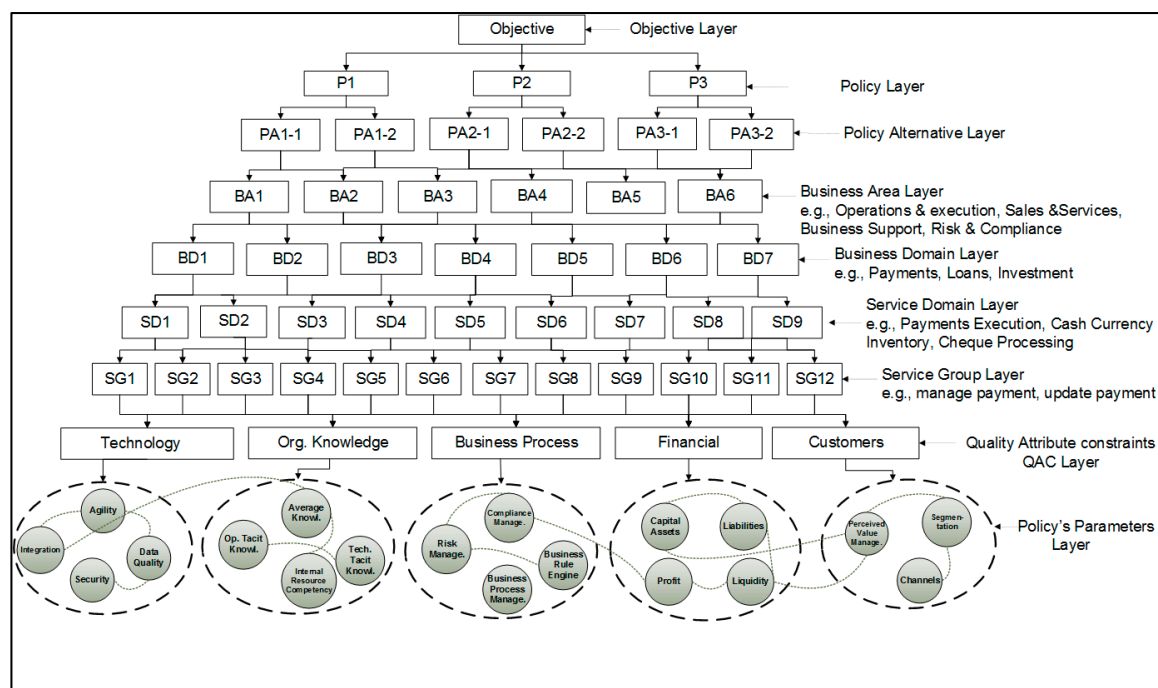 Objective
Objective Layer
P1
P2
P3
Policy Layer
PA1-1
PA1-2
PA2-1
PA2-2
PA3-1
PA3-2
Policy Alternative Layer
BA1
BA2
BA3
BA4
BA5
BA6
Business Area Layer
e.g., Operations & execution, Sales &Services,
Business Support, Risk & Compliance
BD1
BD2
BD3
BD4
BD5
BD6
BD7
Business Domain Layer
e.g., Payments, Loans, Investment
SD1
SD2
SD3
SD4
SD5
SD6
SD7
SD8
SD9
Service Domain Layer
e.g., Payments Execution, Cash Currency
Inventory, Cheque Processing
SG1
SG2
SG3
SG4
SG5
SG6
SG7
SG8
SG9
SG10
SG11
SG12
Service Group Layer
e.g., manage payment, update payment
Technology
Org. Knowledge
Business Process
Financial
Customers
Quality Attribute constraints
QAC Layer
Agility
Integration
Data
Quality
Security
Average
Knowl.
Op. Tacit
Knowl.
Tech.
Tacit
Knowl.
Internal
Resource
Competency
Compliance
Manage.
Risk
Manage.
Business
Rule
Engine
Business
Process
Manage.
Capital
Assets
Liabilities
Profit
Liquidity
Perceived
Value
Manage.
Segmen-
tation
Channels
Policy's Parameters
Layer